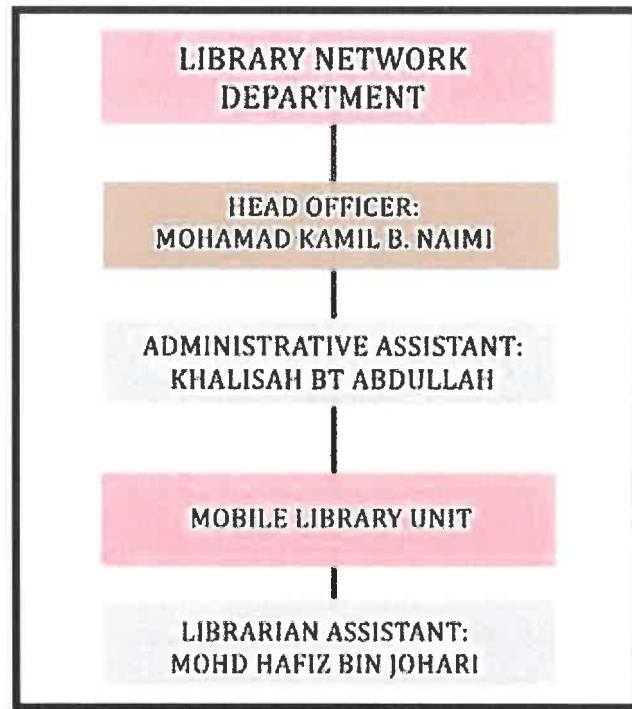 LIBRARY NETWORK
DEPARTMENT
HEAD OFFICER:
MOHAMAD KAMIL B. NAIMI
ADMINISTRATIVE ASSISTANT:
KHALISAH BT ABDULLAH
MOBILE LIBRARY UNIT
LIBRARIAN ASSISTANT:
MOHD HAFIZ BIN JOHARI